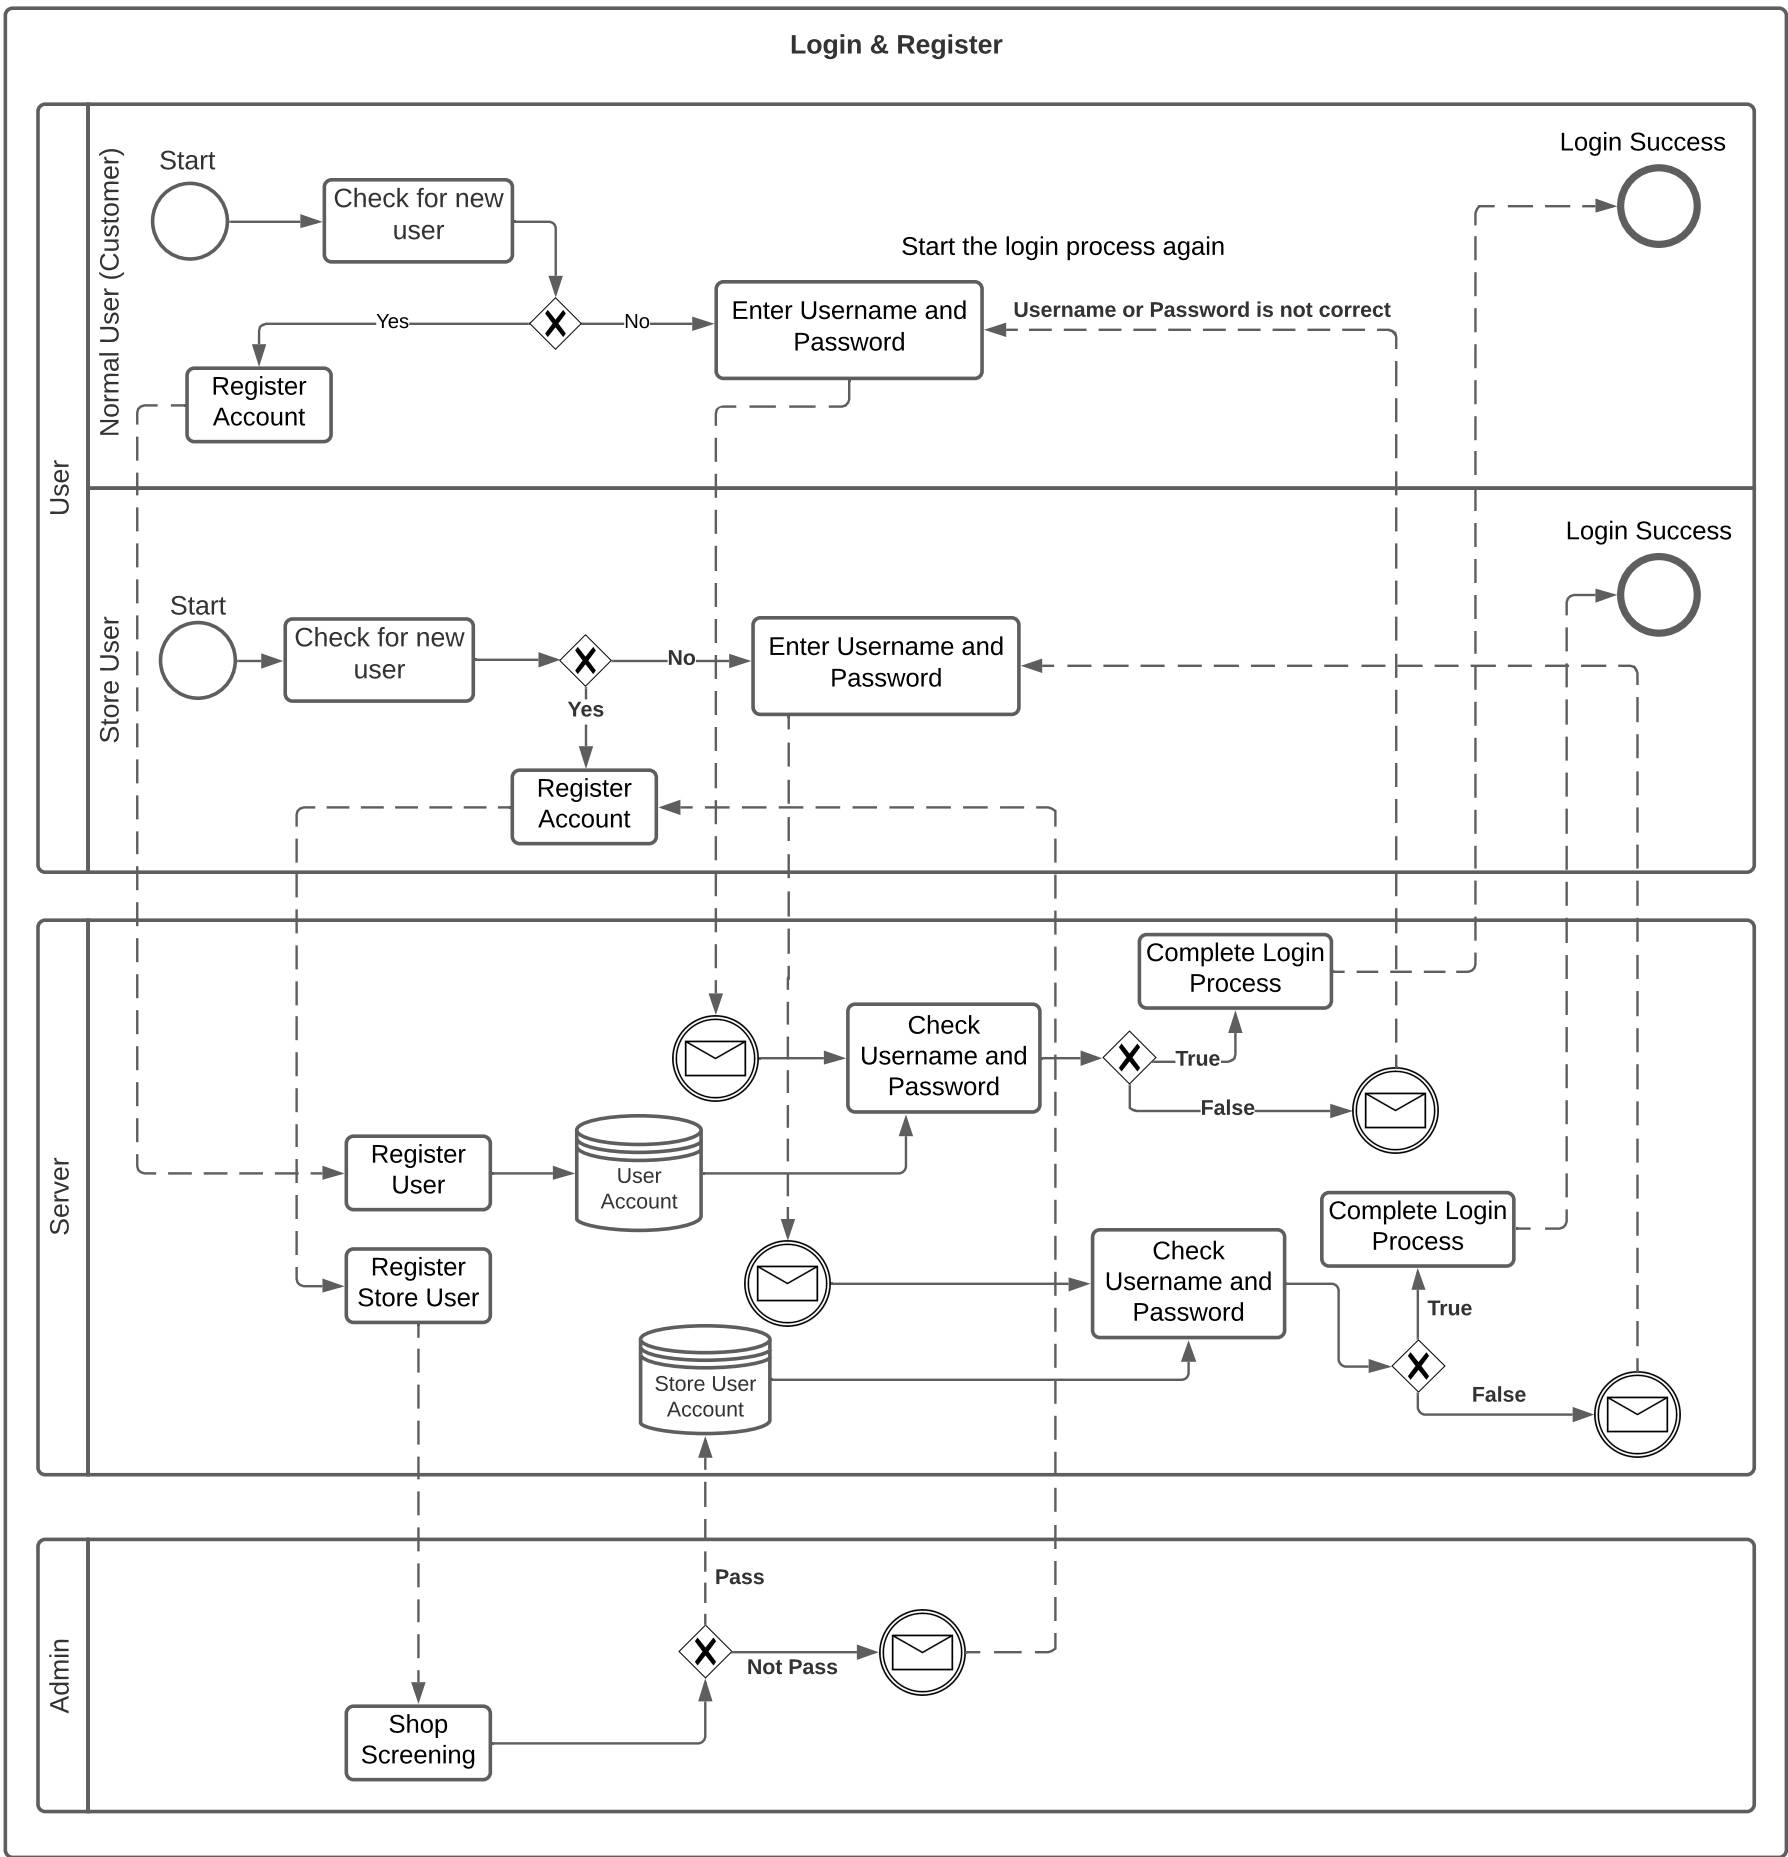 Login & Register
User
Normal User (Customer)
Start
Check for new
user
Yes
No
Register
Account
Enter Username and
Password
Start the login process again
Username or Password is not correct
Login Success
Store User
Start
Check for new
user
No
Yes
Register
Account
Enter Username and
Password
Login Success
Server
Complete Login
Process
Check
Username and
Password
True
False
Register
User
User
Account
Register
Store User
Complete Login
Process
Check
Username and
Password
True
False
Store User
Account
Admin
Pass
Not Pass
Shop
Screening